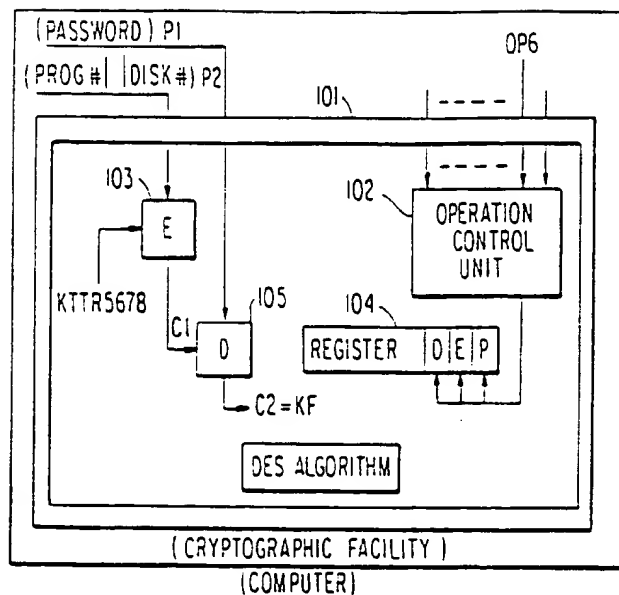 (PASSWORD) P1
OP6
(PROG # | | DISK #) P2
101
103
102
E
OPERATION
CONTROL
UNIT
KTTR5678
105
104
C1
D
REGISTER D E P
C2=KF
DES ALGORITHM
(CRYPTOGRAPHIC FACILITY)
(COMPUTER)